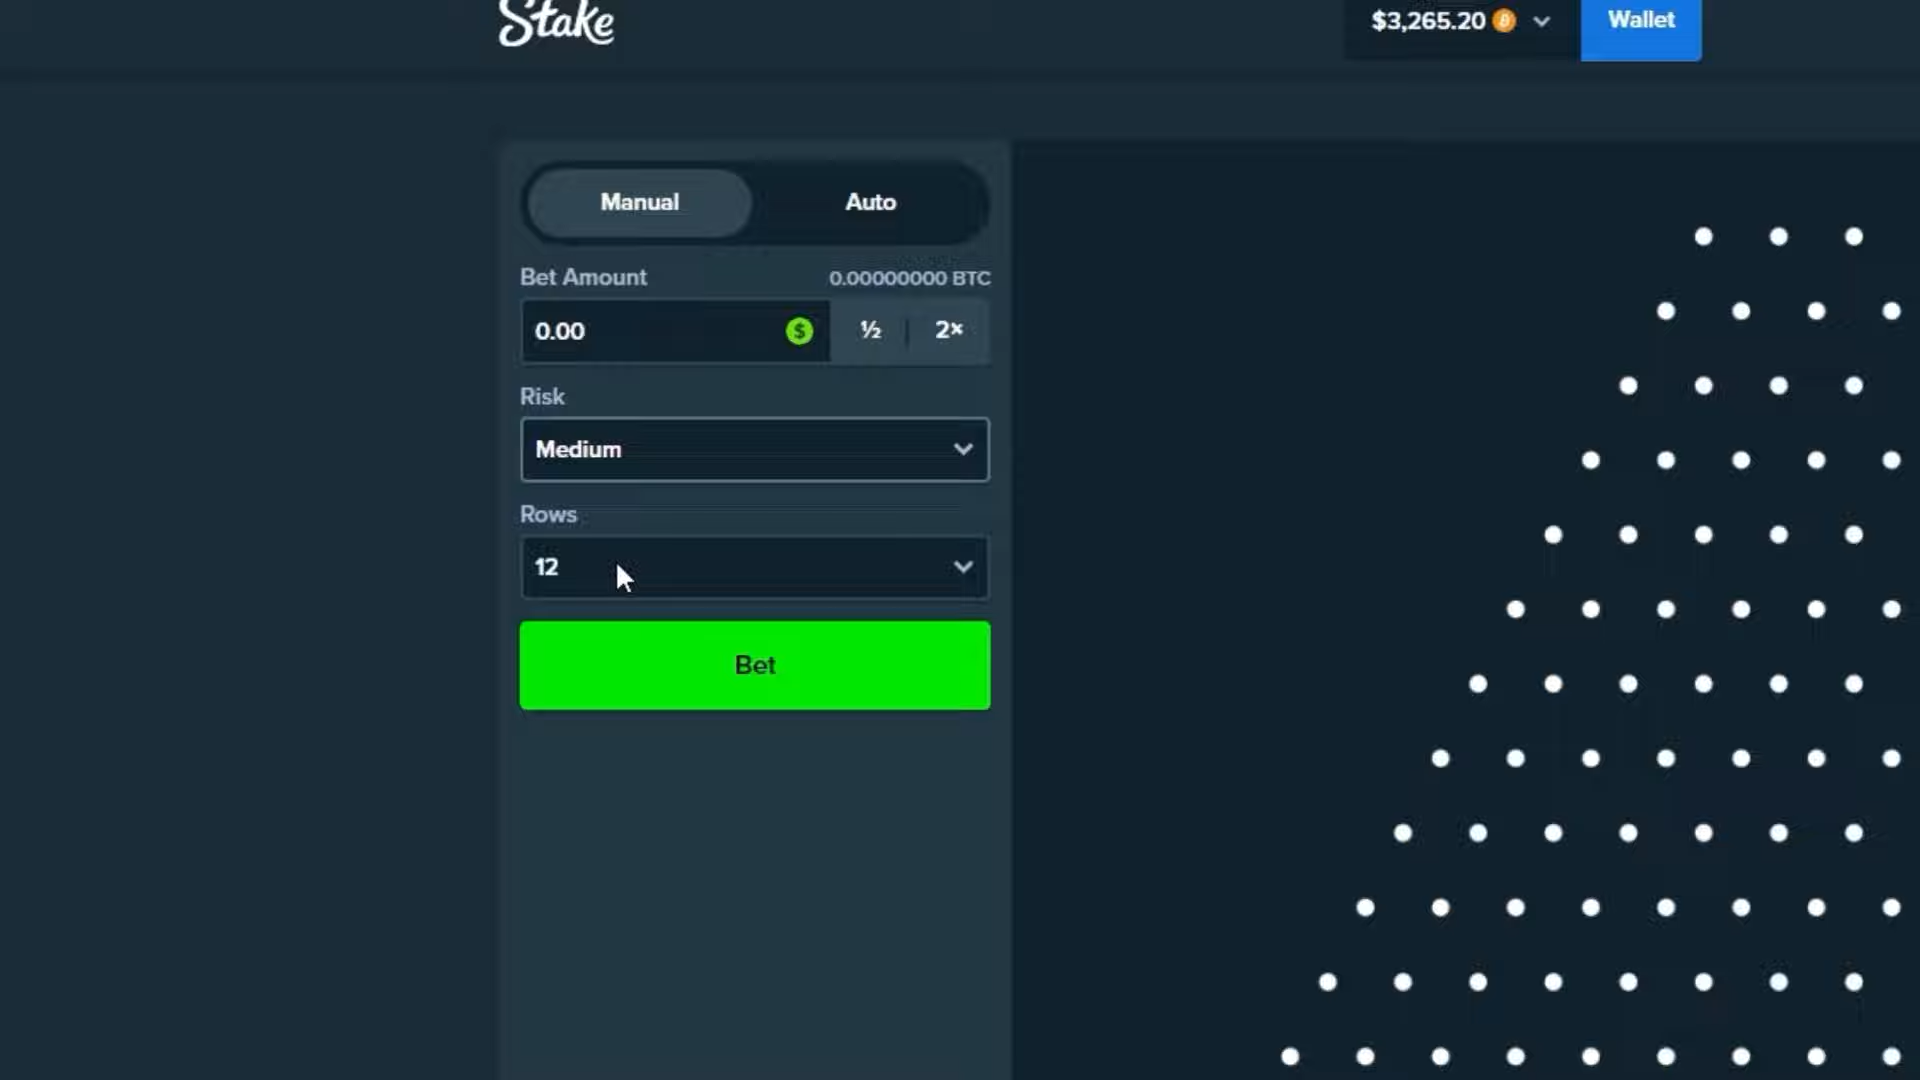 Stake
$3,265.20
Wallet
Manual
Auto
Bet Amount
0.00000000 BTC
0.00
$
½
2×
Risk
Medium
Rows
12
Bet